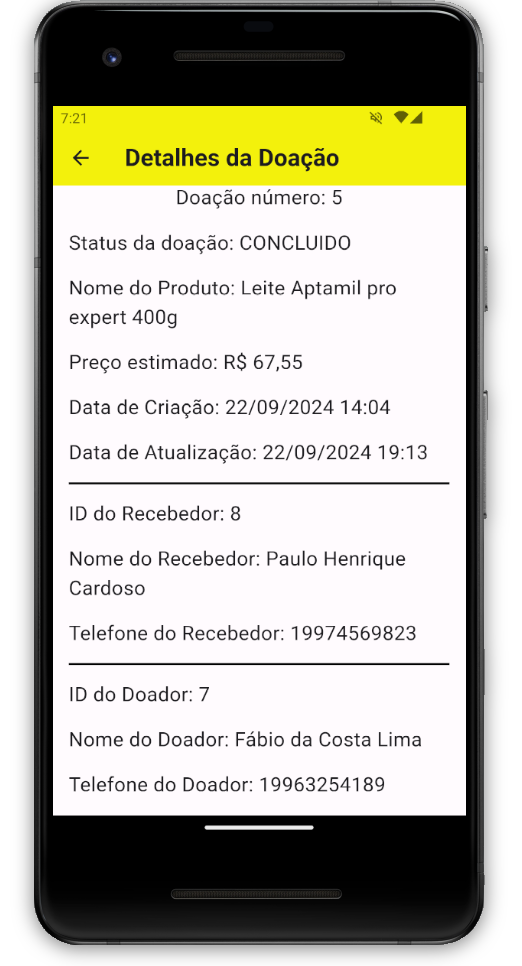 7:21
Detalhes da Doação
Doação número: 5
Status da doação: CONCLUIDO
Nome do Produto: Leite Aptamil pro
expert 400g
Preço estimado: R$ 67,55
Data de Criação: 22/09/2024 14:04
Data de Atualização: 22/09/2024 19:13
ID do Recebedor: 8
Nome do Recebedor: Paulo Henrique
Cardoso
Telefone do Recebedor: 19974569823
ID do Doador: 7
Nome do Doador: Fábio da Costa Lima
Telefone do Doador: 19963254189